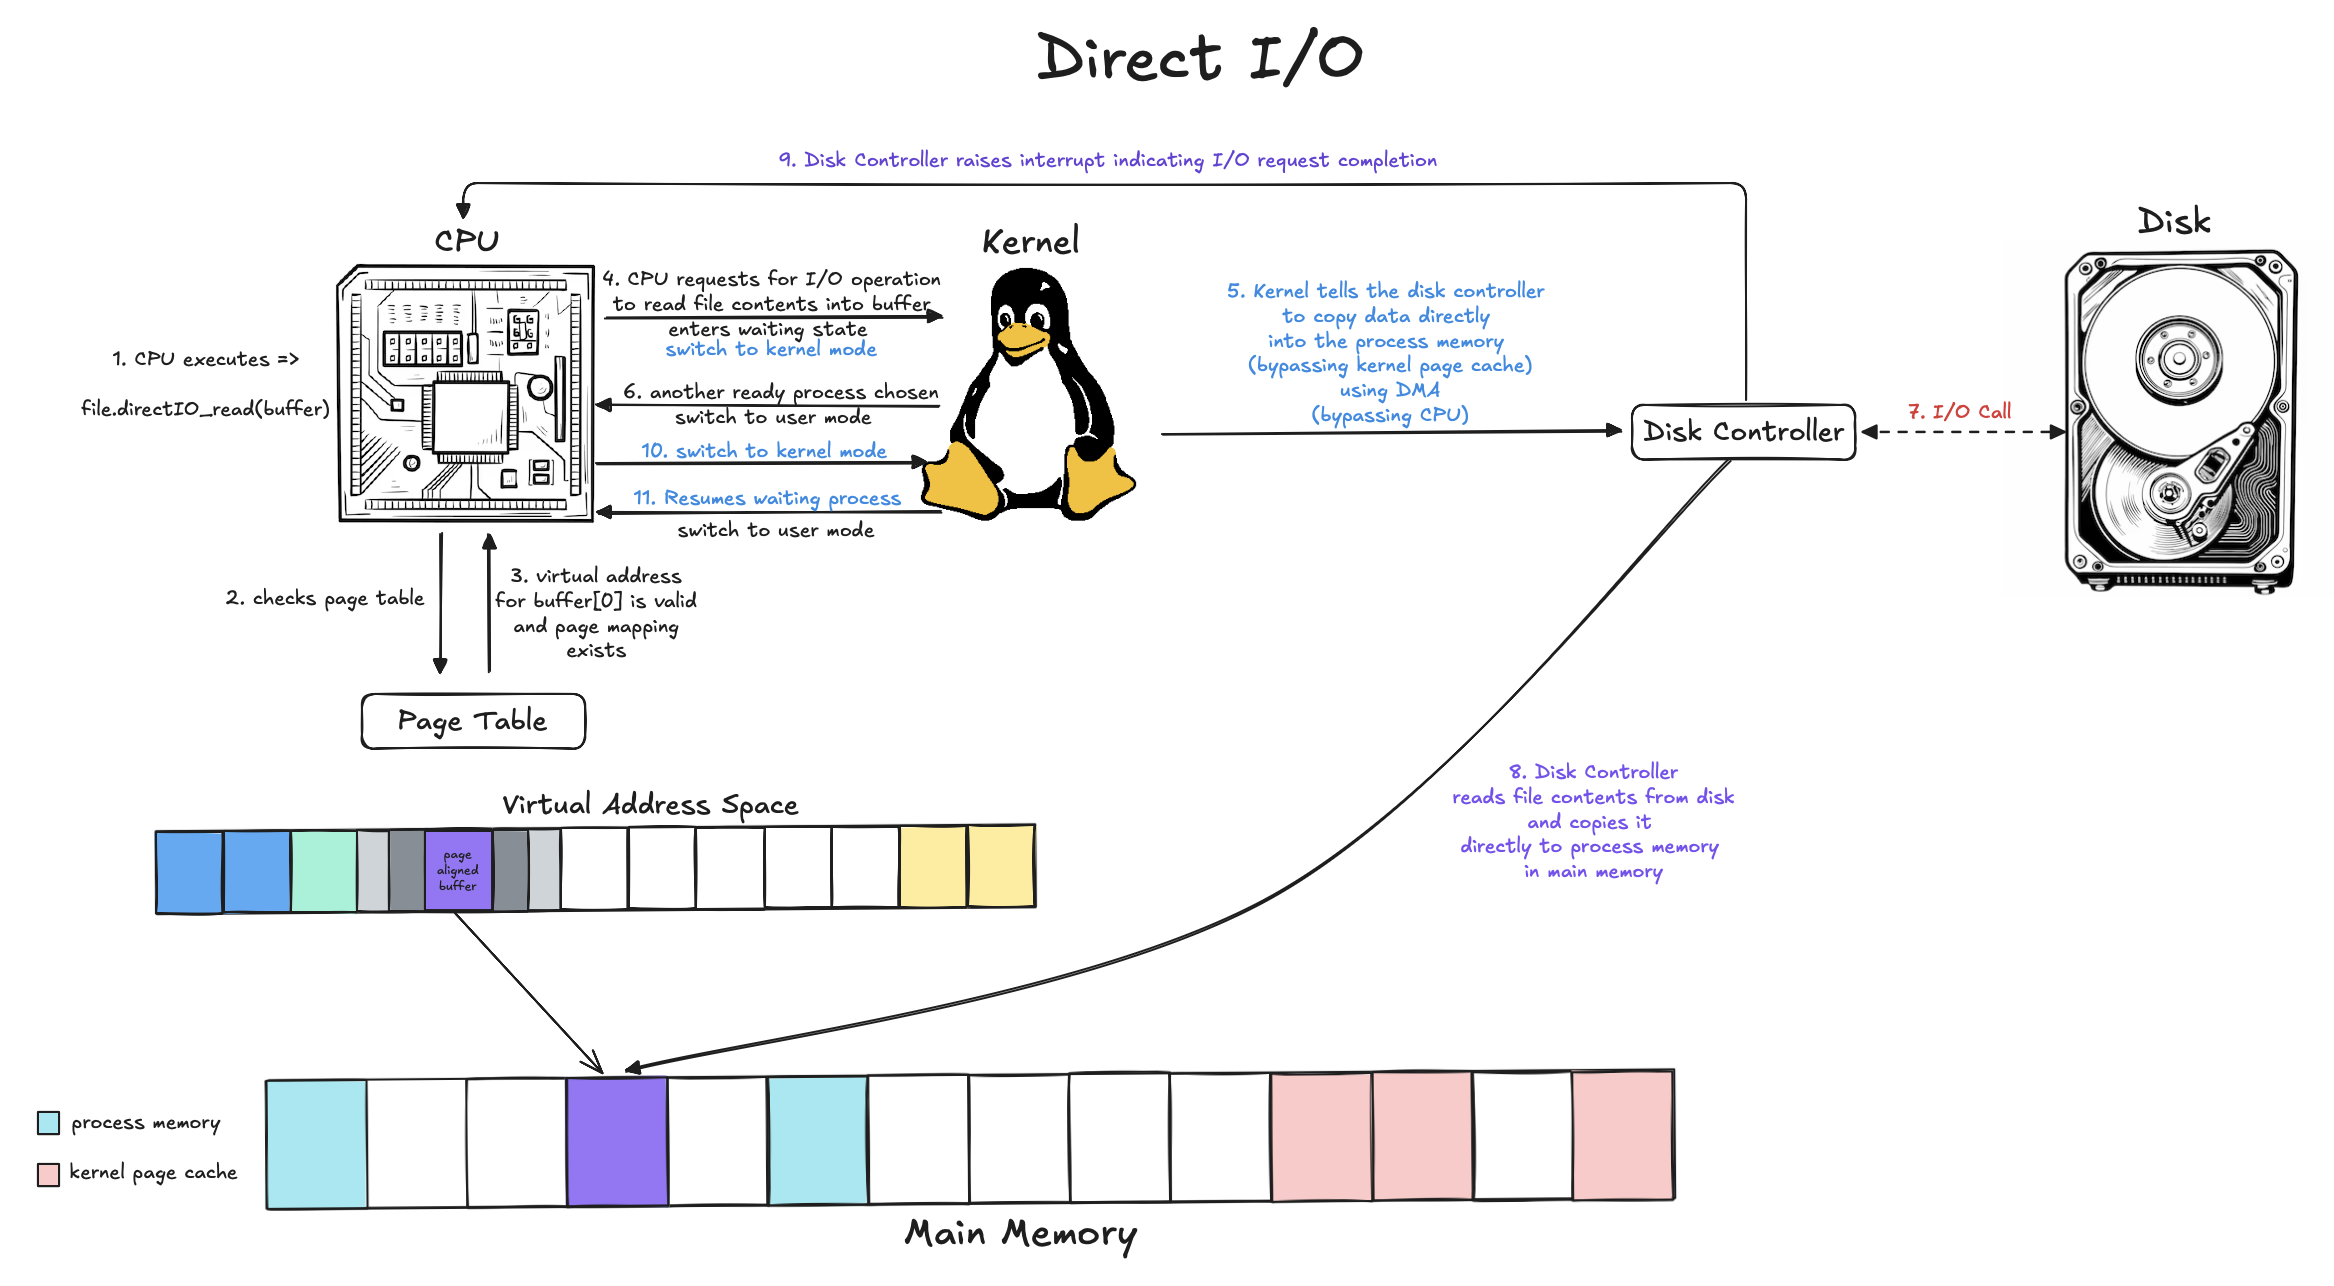 Direct I/O
9. Disk Controller raises interrupt indicating I/O request completion
CPU
Kernel
Disk
1. CPU executes =>
file.directIO_read(buffer)
4. CPU requests for I/O operation
to read file contents into buffer
enters waiting state
switch to kernel mode
6. another ready process chosen
switch to user mode
10. switch to kernel mode
11. Resumes waiting process
switch to user mode
5. Kernel tells the disk controller
to copy data directly
into the process memory
(bypassing kernel page cache)
using DMA
(bypassing CPU)
Disk Controller
7. I/O Call
2. checks page table
3. virtual address
for buffer[0] is valid
and page mapping
exists
Page Table
Virtual Address Space
page
aligned
buffer
8. Disk Controller
reads file contents from disk
and copies it
directly to process memory
in main memory
process memory
kernel page cache
Main Memory